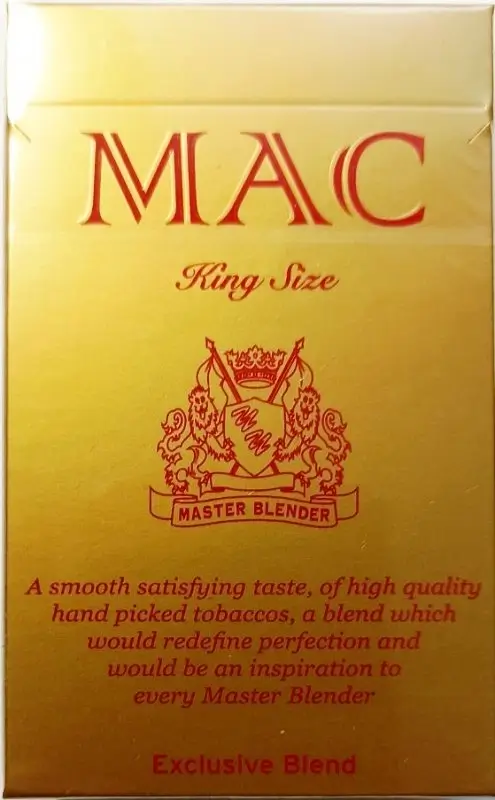 MAC
King Size
MASTER BLENDER
A smooth satisfying taste, of high quality
hand picked tobaccos, a blend which
would redefine perfection and
would be an inspiration to
every Master Blender
Exclusive Blend